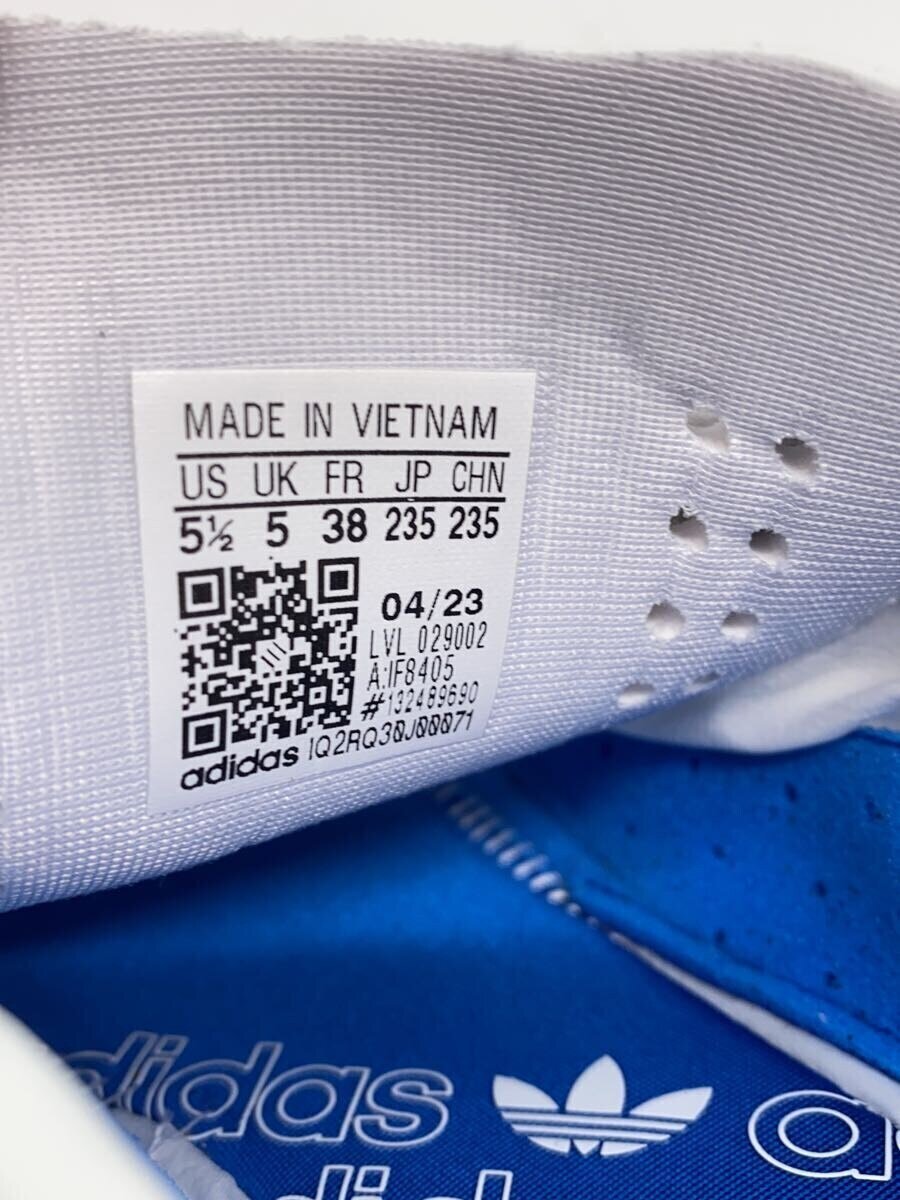 MADE IN VIETNAM
US UK FR JP CHN
5½ 5 38 235 235
04/23
LVL 029002
A:IF8405
#132489690
adidas 1Q2RQ30J00071
adidas